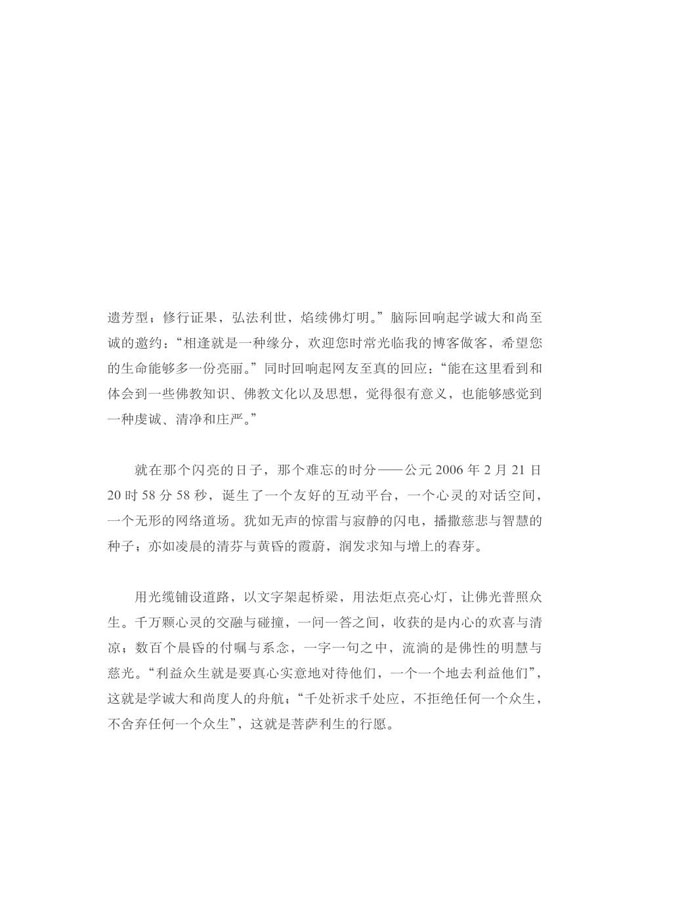 遗芳型；修行证果，弘法利世，焰续佛灯明。”脑际回响起学诚大和尚至
诚的邀约：“相逢就是一种缘分，欢迎您时常光临我的博客做客，希望您
的生命能够多一份亮丽。”同时回响起网友至真的回应：“能在这里看到和
体会到一些佛教知识、佛教文化以及思想，觉得很有意义，也能够感觉到
一种虔诚、清净和庄严。”
就在那个闪亮的日子，那个难忘的时分——公元 2006 年 2 月 21 日
20 时 58 分 58 秒，诞生了一个友好的互动平台，一个心灵的对话空间，
一个无形的网络道场。犹如无声的惊雷与寂静的闪电，播撒慈悲与智慧的
种子；亦如凌晨的清芬与黄昏的霞蔚，润发求知与增上的春芽。
用光缆铺设道路，以文字架起桥梁，用法炬点亮心灯，让佛光普照众
生。千万颗心灵的交融与碰撞，一问一答之间，收获的是内心的欢喜与清
凉；数百个晨昏的付嘱与系念，一字一句之中，流淌的是佛性的明慧与
慈光。“利益众生就是要真心实意地对待他们，一个一个地去利益他们”，
这就是学诚大和尚度人的舟航；“千处祈求千处应，不拒绝任何一个众生，
不舍弃任何一个众生”，这就是菩萨利生的行愿。